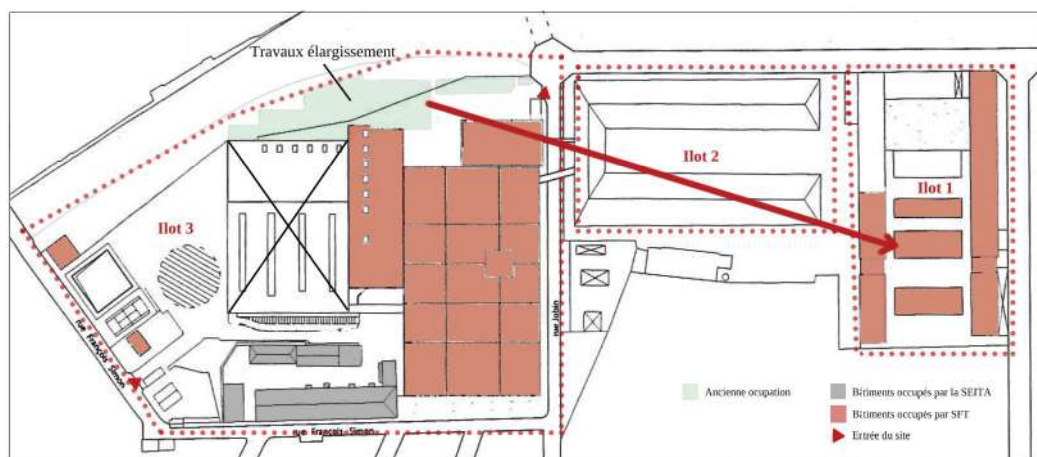 Travaux élargissement
Ilot 2
Ilot 1
Ilot 3
rue Jobin
rue François Simon
rue François Simon
Ancienne ocupation
Bâtiments occupés par la SEITA
Bâtiments occupés par SFT
Entrée du site